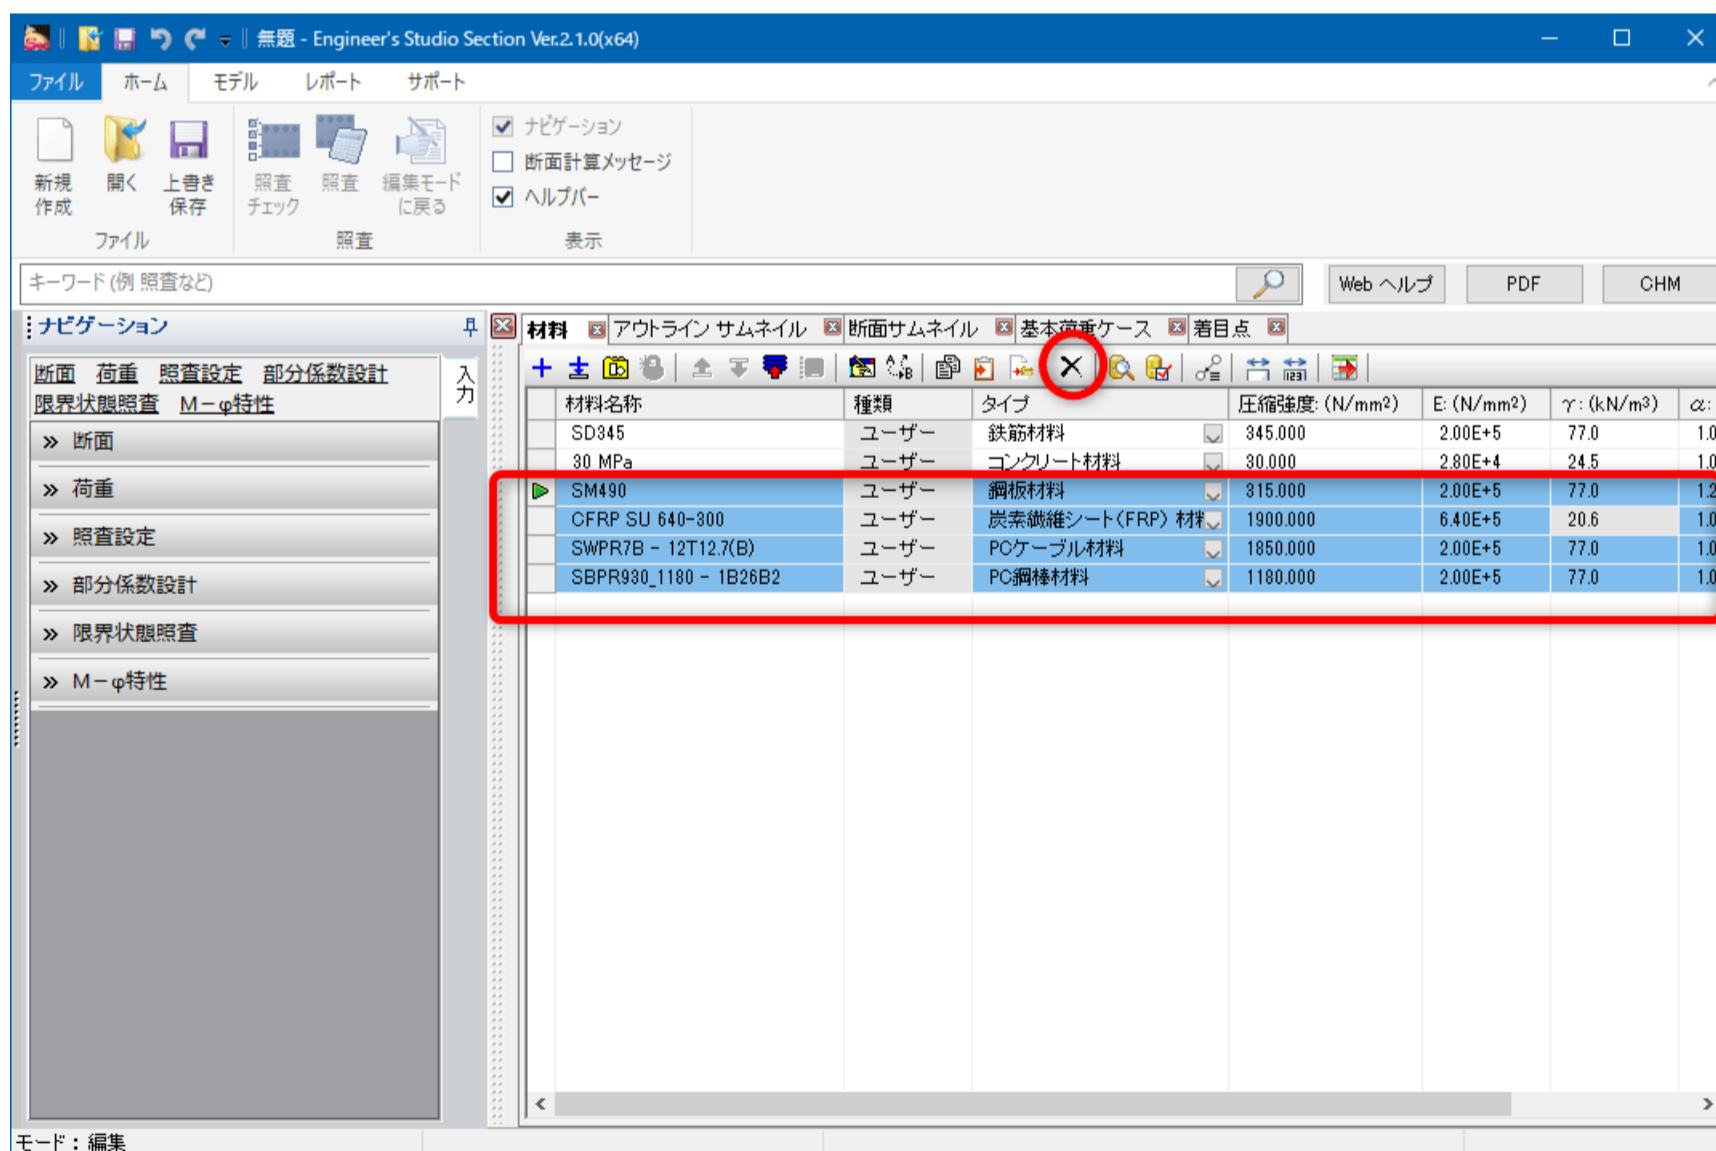 無題 - Engineer's Studio Section Ver.2.1.0(x64)
ファイル ホーム モデル レポート サポート
新規作成
開く
上書き保存
照査チェック
照査
編集モードに戻る
ナビゲーション
断面計算メッセージ
ヘルプバー
ファイル 照査 表示
キーワード (例 照査など)
Web ヘルプ PDF CHM
ナビゲーション
材料 アウトライン サムネイル 断面サムネイル 基本荷重ケース 着目点
断面 荷重 照査設定 部分係数設計
限界状態照査 M－φ特性
入力
» 断面
» 荷重
» 照査設定
» 部分係数設計
» 限界状態照査
» M－φ特性
材料名称 種類 タイプ 圧縮強度: (N/mm2) E: (N/mm2) γ: (kN/m3) α:
SD345 ユーザー 鉄筋材料 345.000 2.00E+5 77.0 1.0
30 MPa ユーザー コンクリート材料 30.000 2.80E+4 24.5 1.0
SM490 ユーザー 鋼板材料 315.000 2.00E+5 77.0 1.2
CFRP SU 640-300 ユーザー 炭素繊維シート(FRP) 材料 1900.000 6.40E+5 20.6 1.0
SWPR7B - 12T12.7(B) ユーザー PCケーブル材料 1850.000 2.00E+5 77.0 1.0
SBPR930_1180 - 1B26B2 ユーザー PC鋼棒材料 1180.000 2.00E+5 77.0 1.0
モード：編集